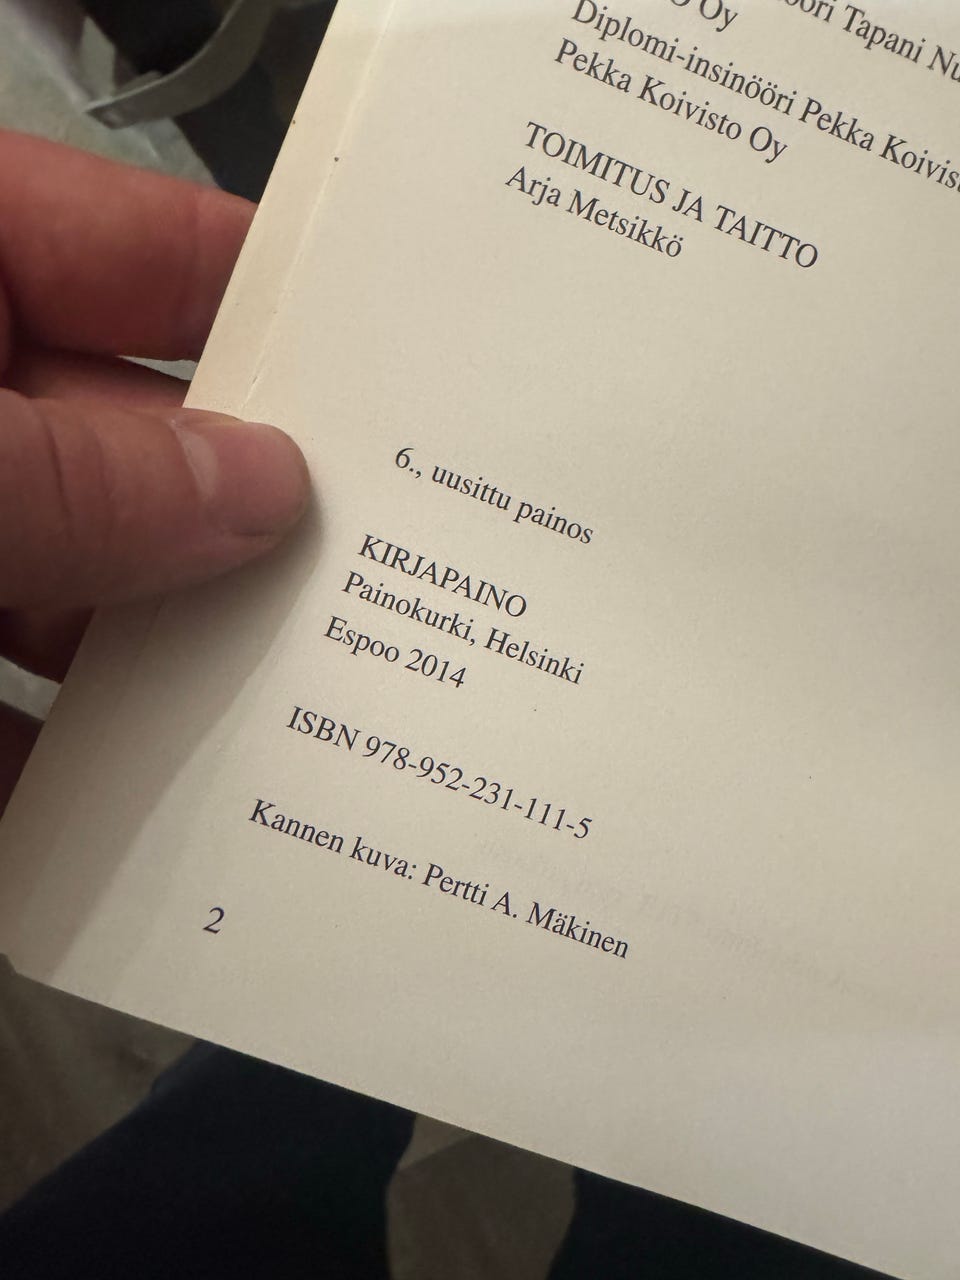 Oy
Tapani
Diplomi-insinööri Pekka
Pekka Koivisto Oy
TOIMITUS JA TAITTO
Arja Metsikkö
6., uusittu painos
KIRJAPAINO
Painokurki, Helsinki
Espoo 2014
ISBN 978-952-231-111-5
Kannen kuva: Pertti A. Mäkinen
2